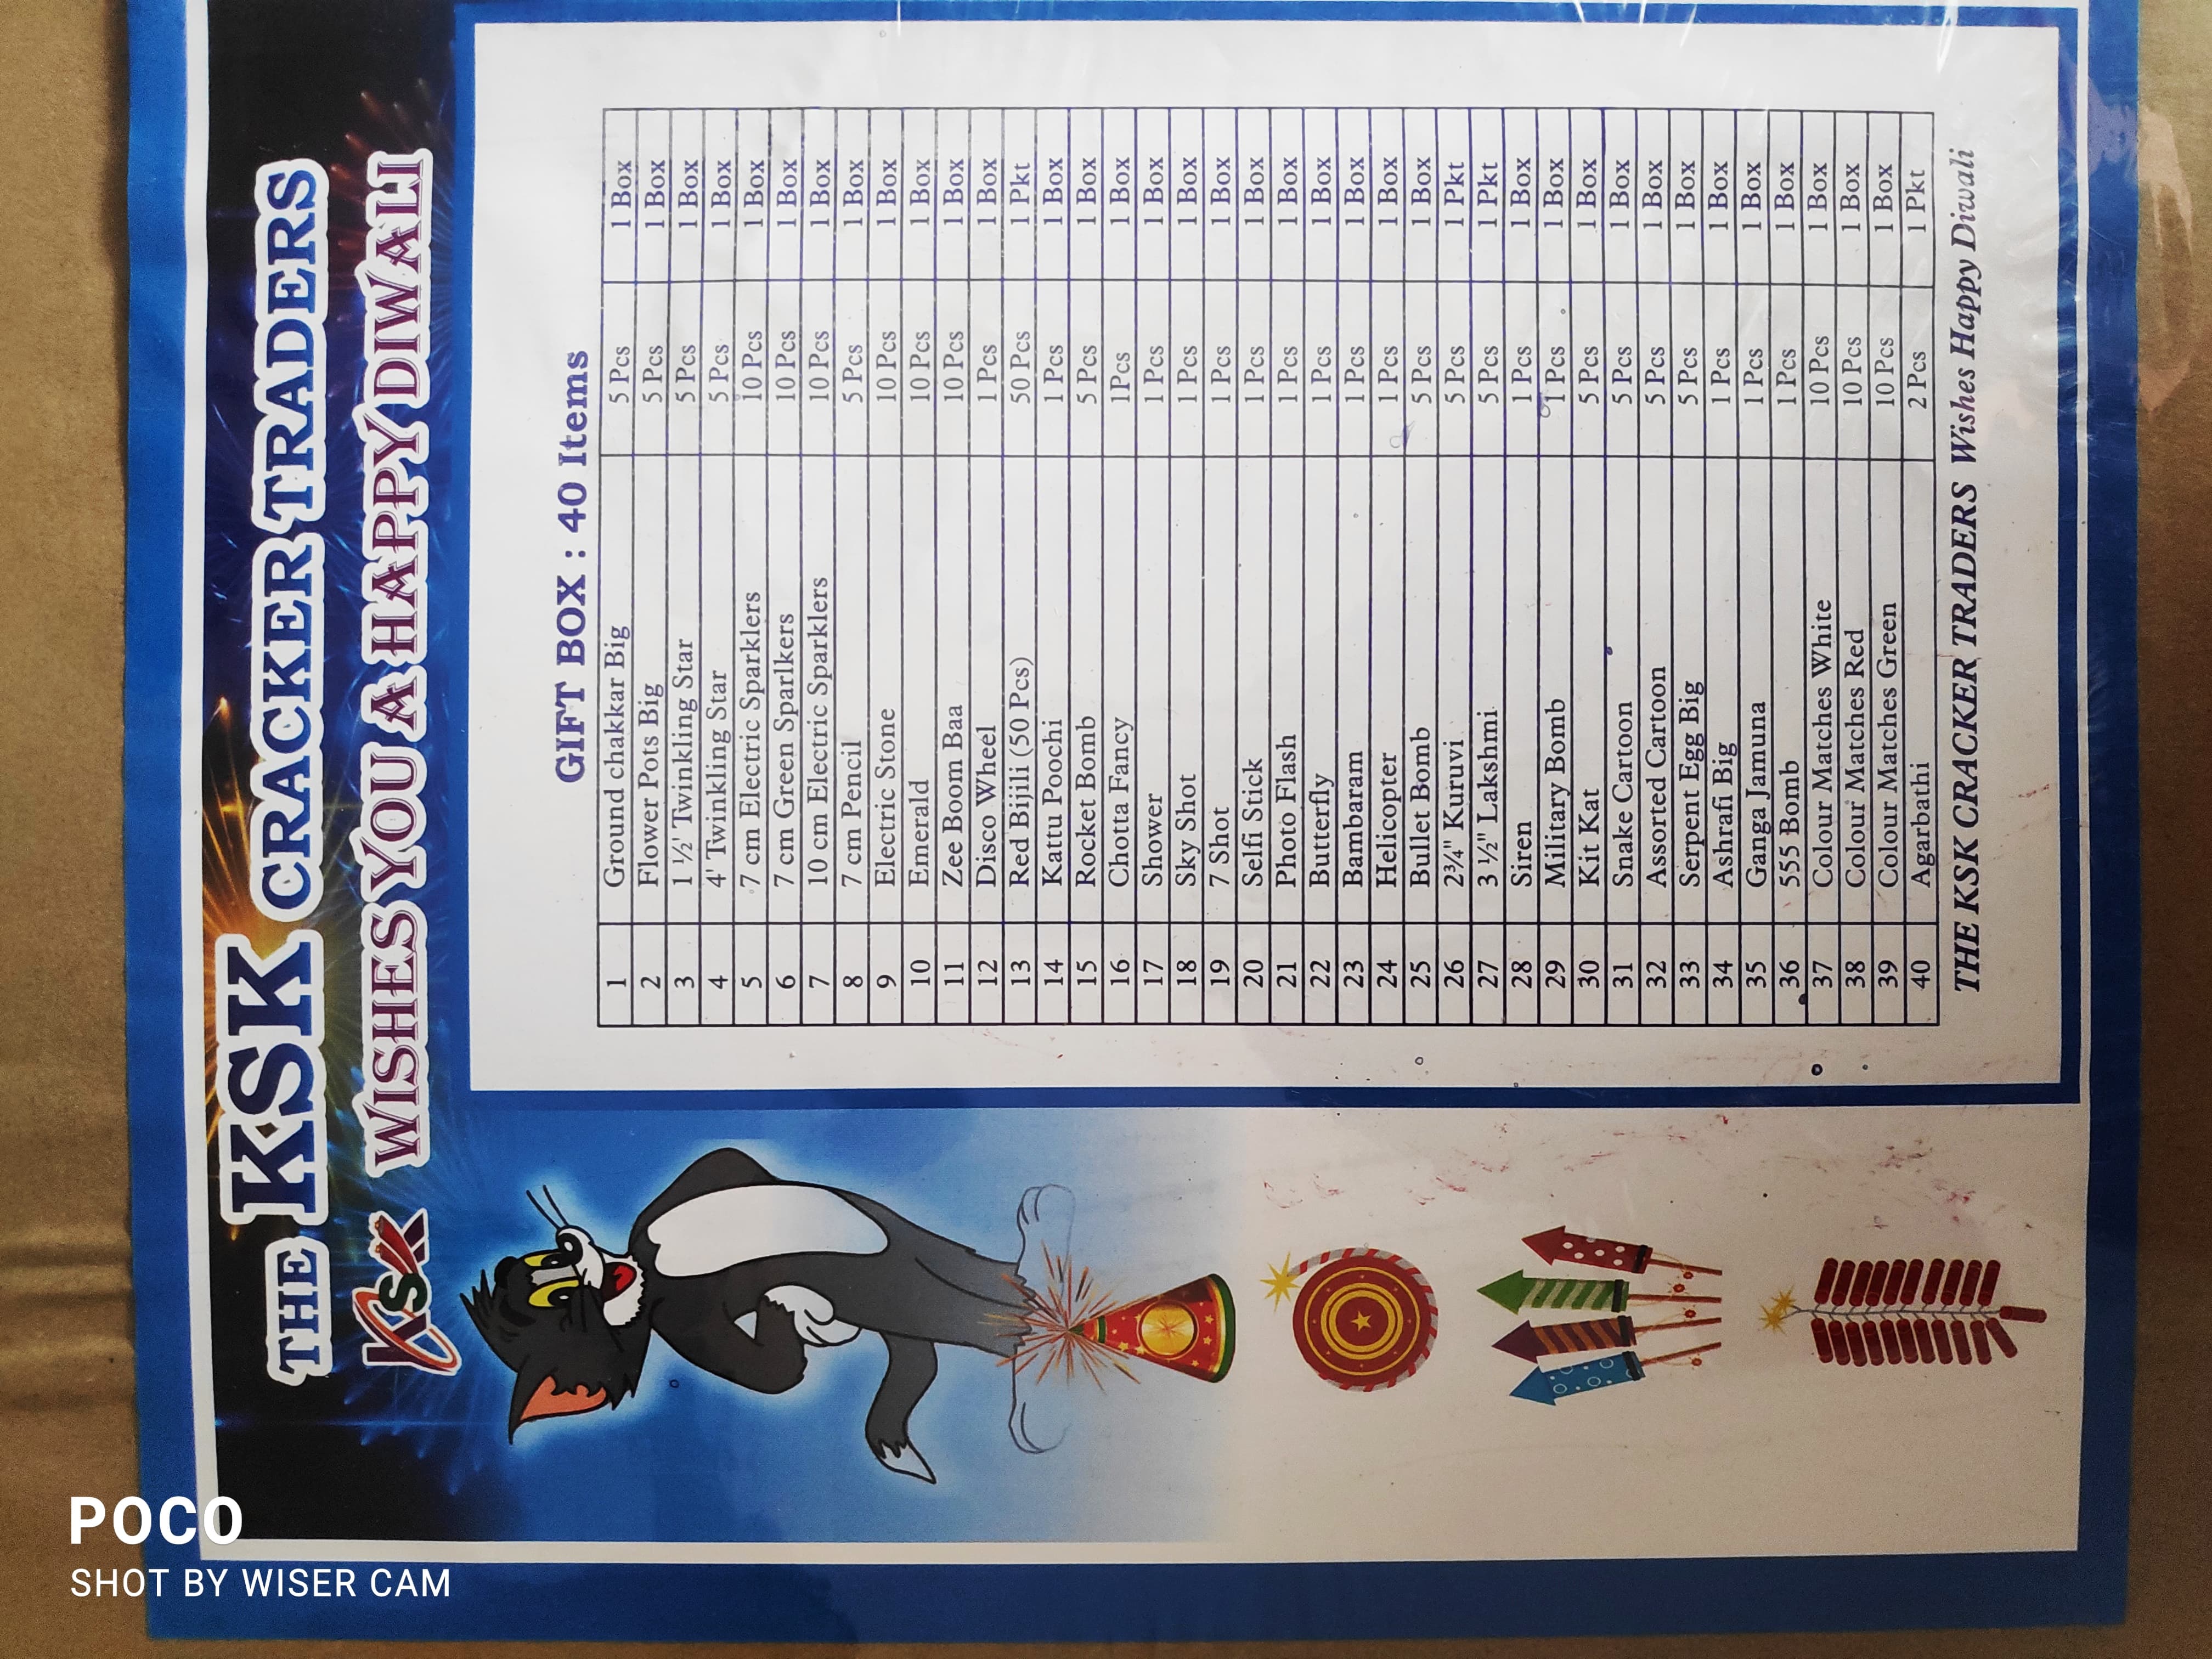 THE KSK CRACKER TRADERS
KSK WISHES YOU A HAPPY DIWALI
GIFT BOX : 40 Items
1 Ground chakkar Big 5 Pcs 1 Box
2 Flower Pots Big 5 Pcs 1 Box
3 1 ½' Twinkling Star 5 Pcs 1 Box
4 4' Twinkling Star 5 Pcs 1 Box
5 7 cm Electric Sparklers 10 Pcs 1 Box
6 7 cm Green Sparlkers 10 Pcs 1 Box
7 10 cm Electric Sparklers 10 Pcs 1 Box
8 7 cm Pencil 5 Pcs 1 Box
9 Electric Stone 10 Pcs 1 Box
10 Emerald 10 Pcs 1 Box
11 Zee Boom Baa 10 Pcs 1 Box
12 Disco Wheel 1 Pcs 1 Box
13 Red Bijili (50 Pcs) 50 Pcs 1 Pkt
14 Kattu Poochi 1 Pcs 1 Box
15 Rocket Bomb 5 Pcs 1 Box
16 Chotta Fancy 1Pcs 1 Box
17 Shower 1 Pcs 1 Box
18 Sky Shot 1 Pcs 1 Box
19 7 Shot 1 Pcs 1 Box
20 Selfi Stick 1 Pcs 1 Box
21 Photo Flash 1 Pcs 1 Box
22 Butterfly 1 Pcs 1 Box
23 Bambaram 1 Pcs 1 Box
24 Helicopter 1 Pcs 1 Box
25 Bullet Bomb 5 Pcs 1 Box
26 2¾" Kuruvi 5 Pcs 1 Pkt
27 3 ½" Lakshmi 5 Pcs 1 Pkt
28 Siren 1 Pcs 1 Box
29 Military Bomb 1 Pcs 1 Box
30 Kit Kat 5 Pcs 1 Box
31 Snake Cartoon 5 Pcs 1 Box
32 Assorted Cartoon 5 Pcs 1 Box
33 Serpent Egg Big 5 Pcs 1 Box
34 Ashrafi Big 1 Pcs 1 Box
35 Ganga Jamuna 1 Pcs 1 Box
36 555 Bomb 1 Pcs 1 Box
37 Colour Matches White 10 Pcs 1 Box
38 Colour Matches Red 10 Pcs 1 Box
39 Colour Matches Green 10 Pcs 1 Box
40 Agarbathi 2 Pcs 1 Pkt
THE KSK CRACKER TRADERS Wishes Happy Diwali
POCO
SHOT BY WISER CAM